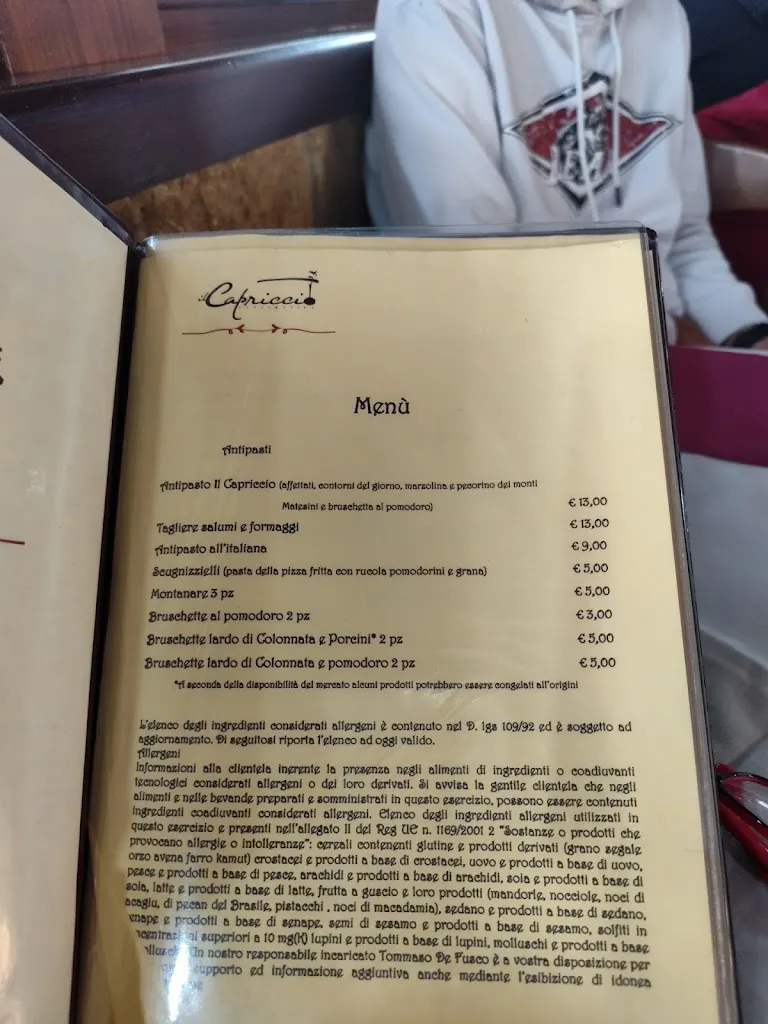 il Capriccio
Menù
Antipasti
Antipasto Il Capriccio (affettati, contorni del giorno, marzolina e pecorino dei monti
Matesini e bruschetta al pomodoro) € 13,00
Tagliere salumi e formaggi € 13,00
Antipasto all'italiana € 9,00
Scugnizzielli (pasta della pizza fritta con rucola pomodorini e grana) € 5,00
Montanare 3 pz € 5,00
Bruschette al pomodoro 2 pz € 3,00
Bruschette lardo di Colonnata e Porcini* 2 pz € 5,00
Bruschette lardo di Colonnata e pomodoro 2 pz € 5,00
*A seconda della disponibilità del mercato alcuni prodotti potrebbero essere congelati all'origini
L'elenco degli ingredienti considerati allergeni è contenuto nel D. lgs 109/92 ed è soggetto ad
aggiornamento. Di seguitosi riporta l'elenco ad oggi valido.
Allergeni
Informazioni alla clientela inerente la presenza negli alimenti di ingredienti o coadiuvanti
tecnologici considerati allergeni o dei loro derivati. Si avvisa la gentile clientela che negli
alimenti e nelle bevande preparati e somministrati in questo esercizio, possono essere contenuti
ingredienti coadiuvanti considerati allergeni. Elenco degli ingredienti allergeni utilizzati in
questo esercizio e presenti nell'allegato II del Reg UE n. 1169/2001 2 "Sostanze o prodotti che
provocano allergie o intolleranze": cereali contenenti glutine e prodotti derivati (grano segale
orzo avena farro kamut) crostacei e prodotti a base di crostacei, uovo e prodotti a base di uovo,
pesce e prodotti a base di pesce, arachidi e prodotti a base di arachidi, soia e prodotti a base di
soia, latte e prodotti a base di latte, frutta a guscio e loro prodotti (mandorle, nocciole, noci di
acagiu, di pecan del Brasile, pistacchi , noci di macadamia), sedano e prodotti a base di sedano,
senape e prodotti a base di senape, semi di sesamo e prodotti a base di sesamo, solfiti in
superiori a 10 mg(K) lupini e prodotti a base di lupini, molluschi e prodotti a base
Un nostro responsabile incaricato Tommaso De Fusco è a vostra disposizione per
supporto ed informazione aggiuntiva anche mediante l'esibizione di idonea